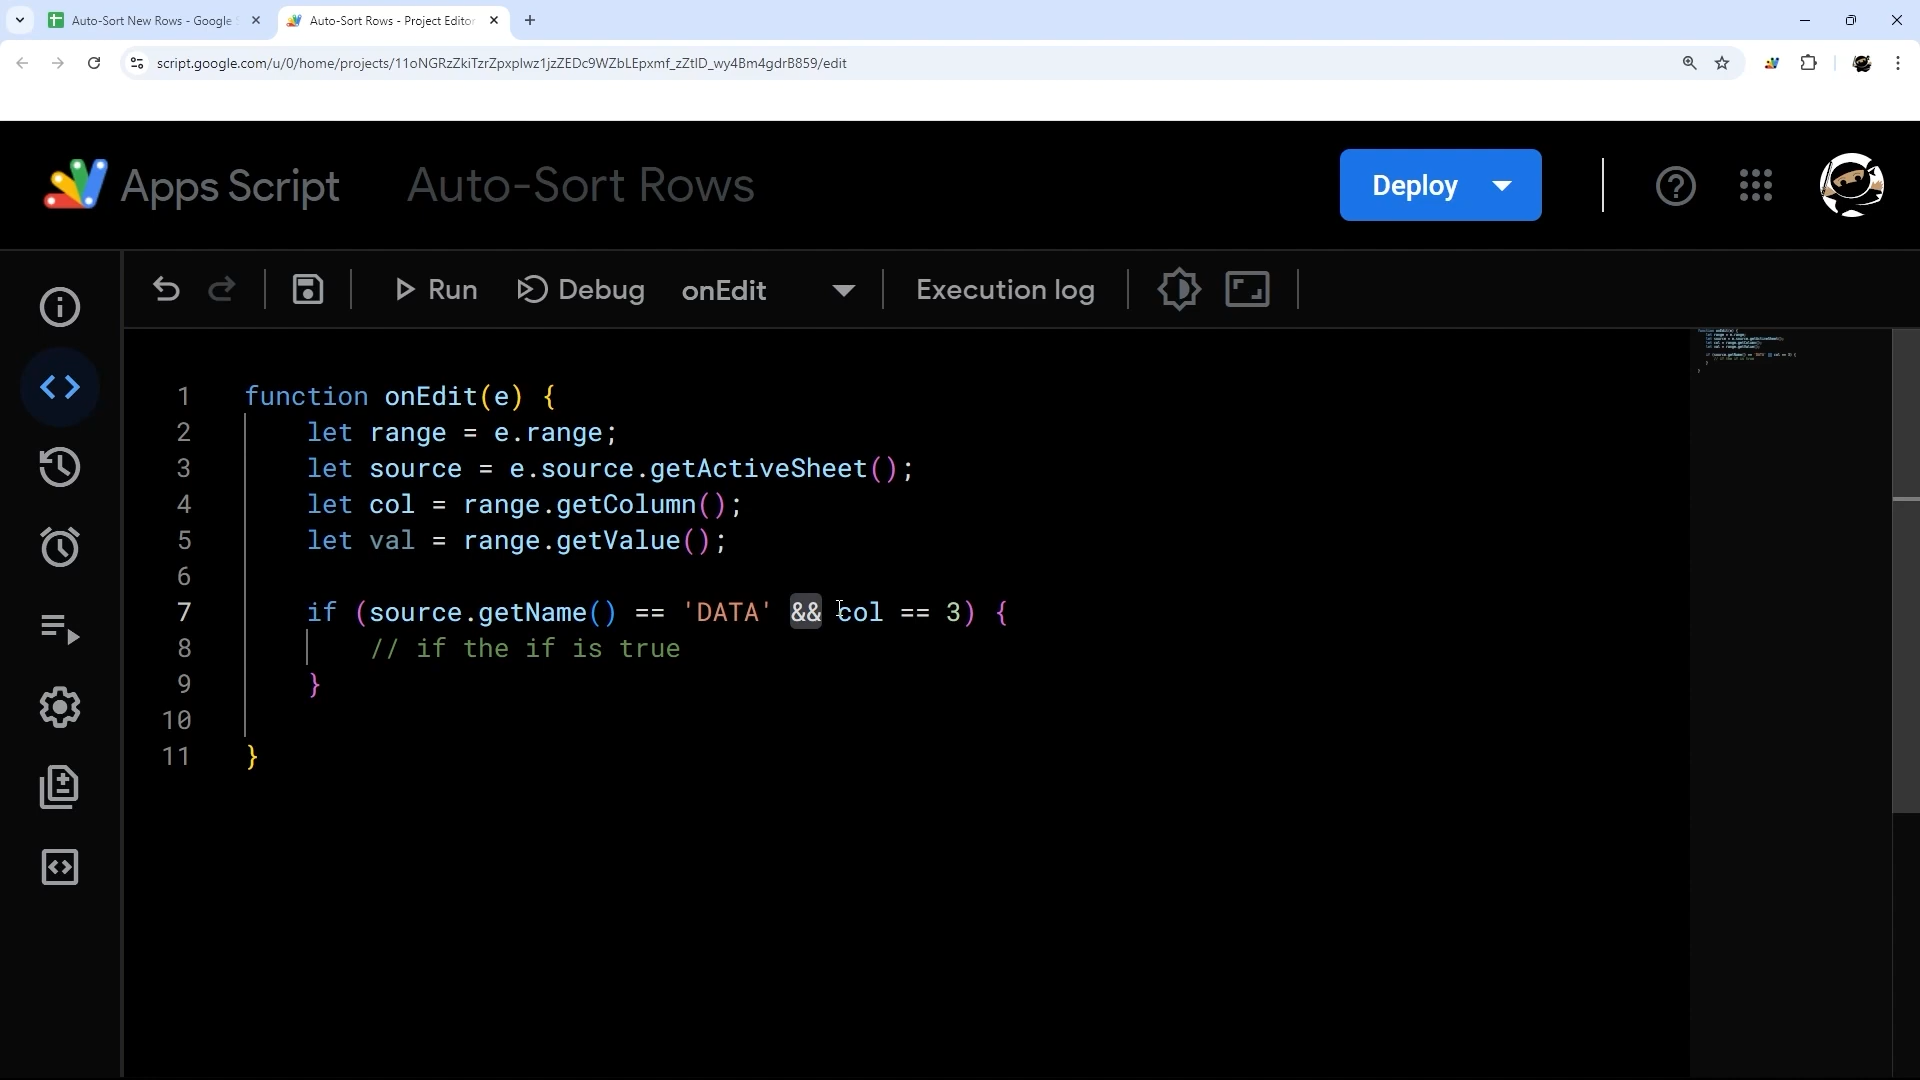 Auto-Sort New Rows - Google
Auto-Sort Rows - Project Editor
script.google.com/u/0/home/projects/11oNGRzZkiTzrZpxplwz1jzZEDc9WZbLEpxmf_zZtlD_wy4Bm4gdrB859/edit
Apps Script
Auto-Sort Rows
Deploy
Run
Debug
onEdit
Execution log
1 function onEdit(e) {
2 let range = e.range;
3 let source = e.source.getActiveSheet();
4 let col = range.getColumn();
5 let val = range.getValue();
6
7 if (source.getName() == 'DATA' && col == 3) {
8 // if the if is true
9 }
10
11 }